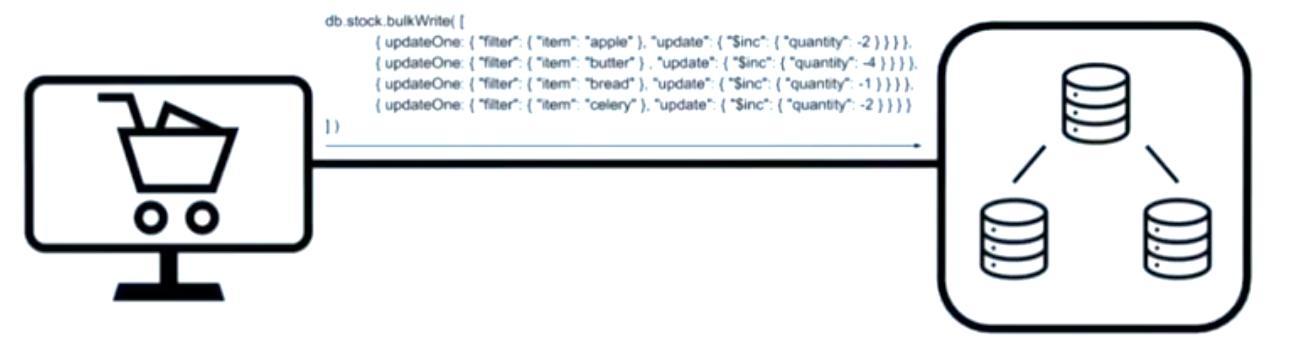 db.stock.bulkWrite( [
{ updateOne: { "filter": { "item": "apple" }, "update": { "$inc": { "quantity": -2 } } } },
{ updateOne: { "filter": { "item": "butter" } , "update": { "$inc": { "quantity": -4 } } } },
{ updateOne: { "filter": { "item": "bread" }, "update": { "$inc": { "quantity": -1 } } } },
{ updateOne: { "filter": { "item": "celery" }, "update": { "$inc": { "quantity": -2 } } } }
] )